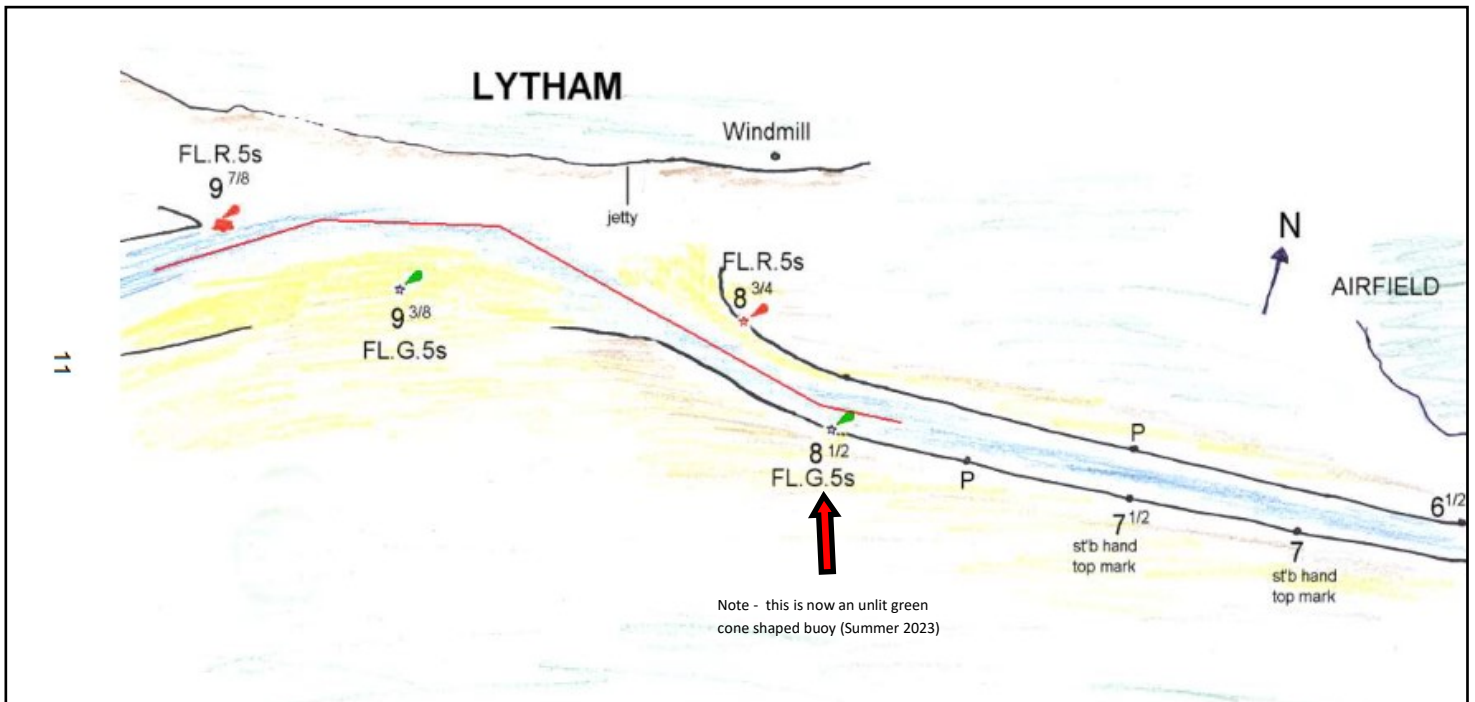 LYTHAM
Windmill
FL.R.5s
9 7/8
jetty
N
FL.R.5s
8 3/4
AIRFIELD
9 3/8
FL.G.5s
11
8 1/2
FL.G.5s
P
P
7 1/2
st'b hand
top mark
7
st'b hand
top mark
6 1/2
Note - this is now an unlit green
cone shaped buoy (Summer 2023)